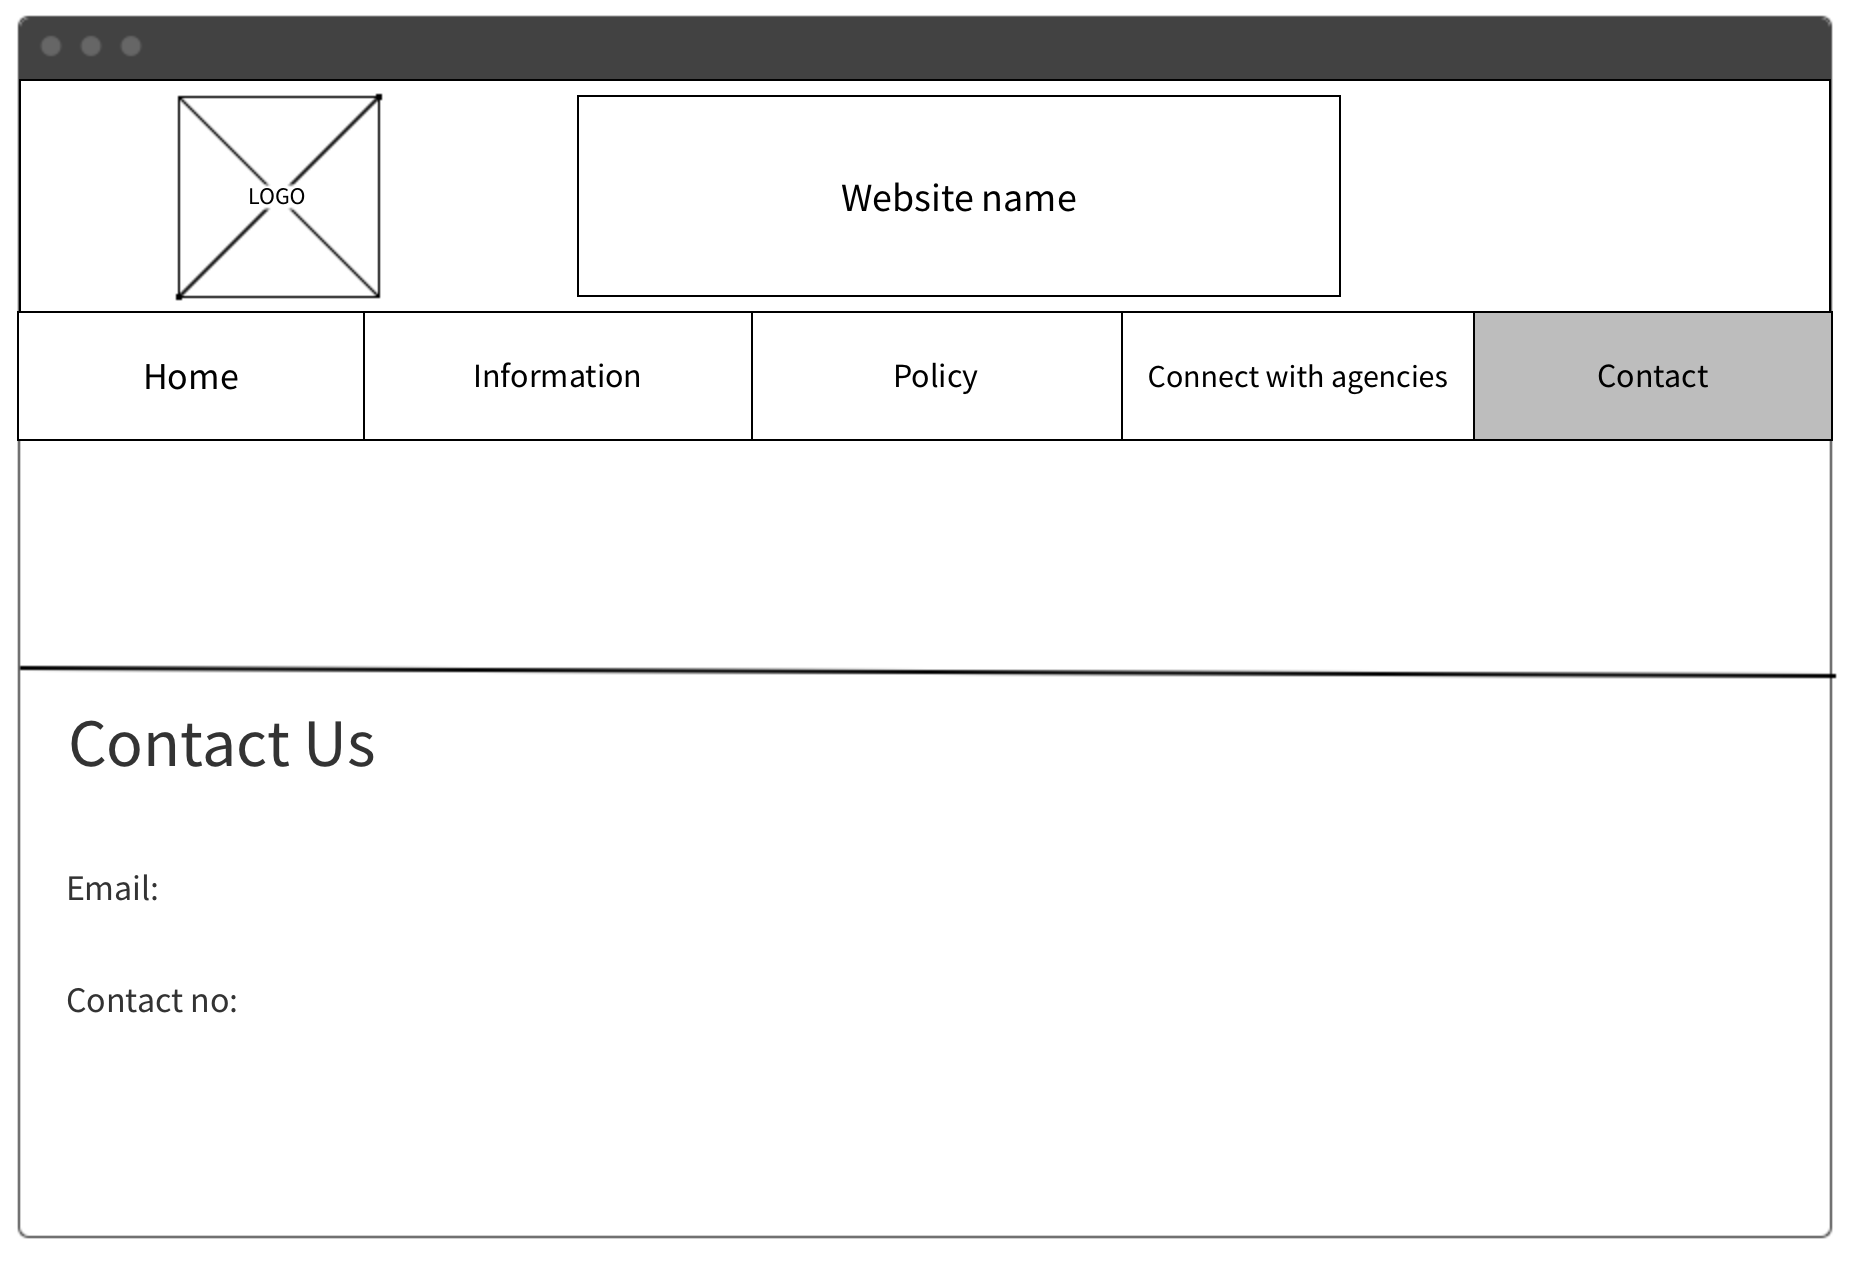 LOGO
Website name
Home
Information
Policy
Connect with agencies
Contact
Contact Us
Email:
Contact no: